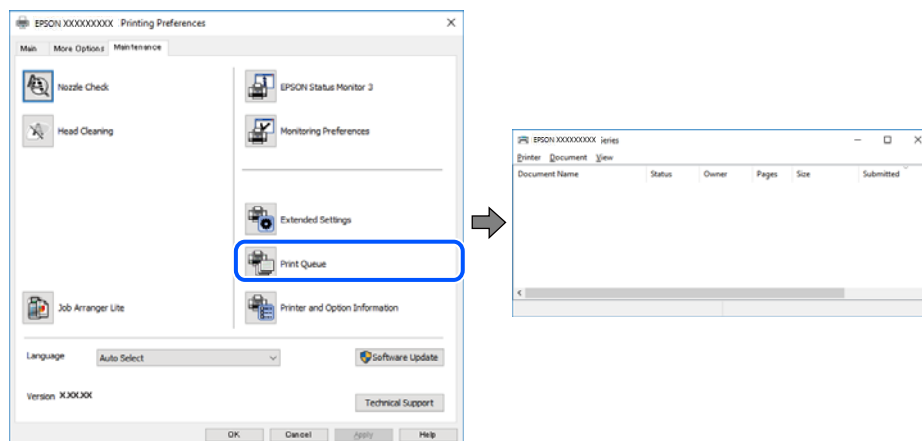 EPSON XXXXXXXXX Printing Preferences
Main More Options Maintenance
Nozzle Check
EPSON Status Monitor 3
Head Cleaning
Monitoring Preferences
Extended Settings
Print Queue
Job Arranger Lite
Printer and Option Information
Language Auto Select
Software Update
Version X.XX.XX
Technical Support
OK Cancel Apply Help
EPSON XXXXXXXXX ieries
Printer Document View
Document Name Status Owner Pages Size Submitted